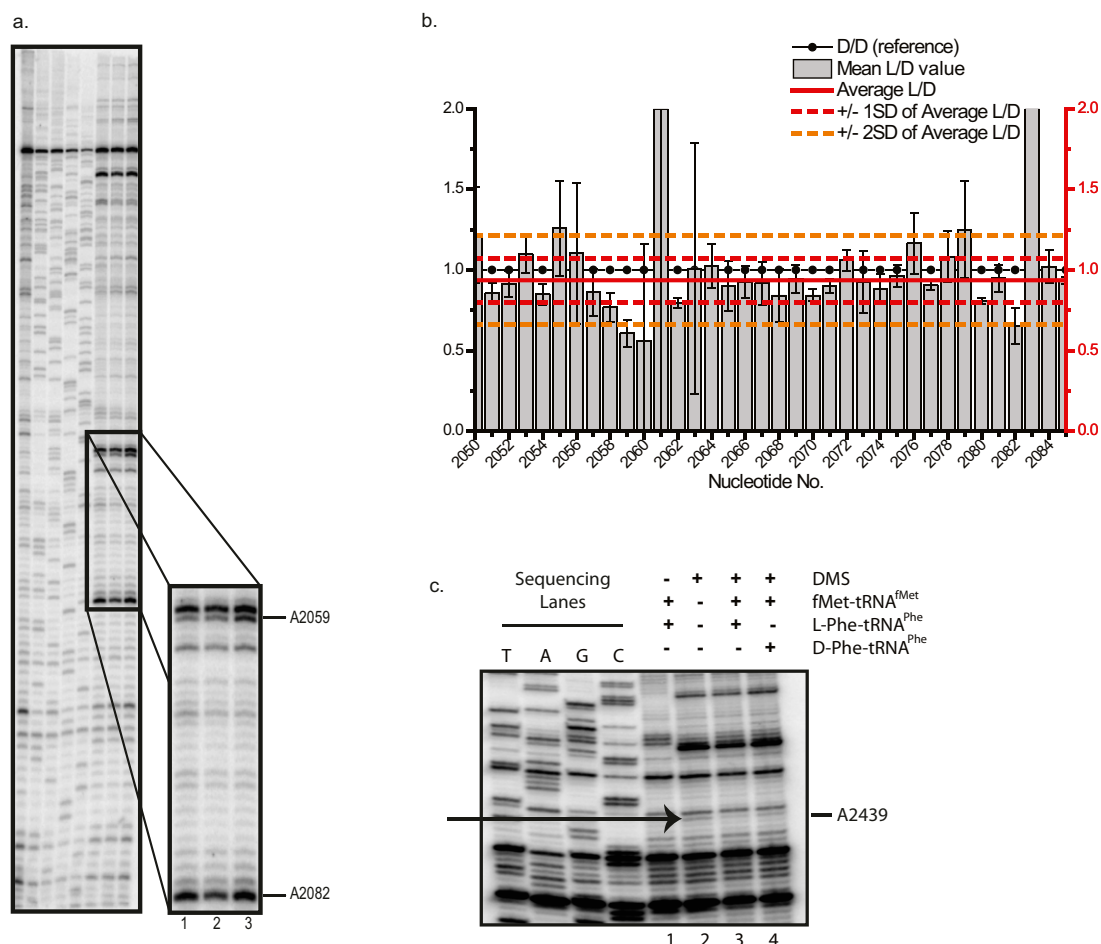 a.
A2059
A2082
1 2 3
b.
D/D (reference)
Mean L/D value
Average L/D
+/- 1SD of Average L/D
+/- 2SD of Average L/D
2.0 2.0
1.5 1.5
1.0 1.0
0.5 0.5
0.0 0.0
2050 2052 2054 2056 2058 2060 2062 2064 2066 2068 2070 2072 2074 2076 2078 2080 2082 2084
Nucleotide No.
c.
Sequencing
Lanes
T A G C
- + + + DMS
+ - + + fMet-tRNAfMet
+ - + - L-Phe-tRNAPhe
- - - + D-Phe-tRNAPhe
A2439
1 2 3 4